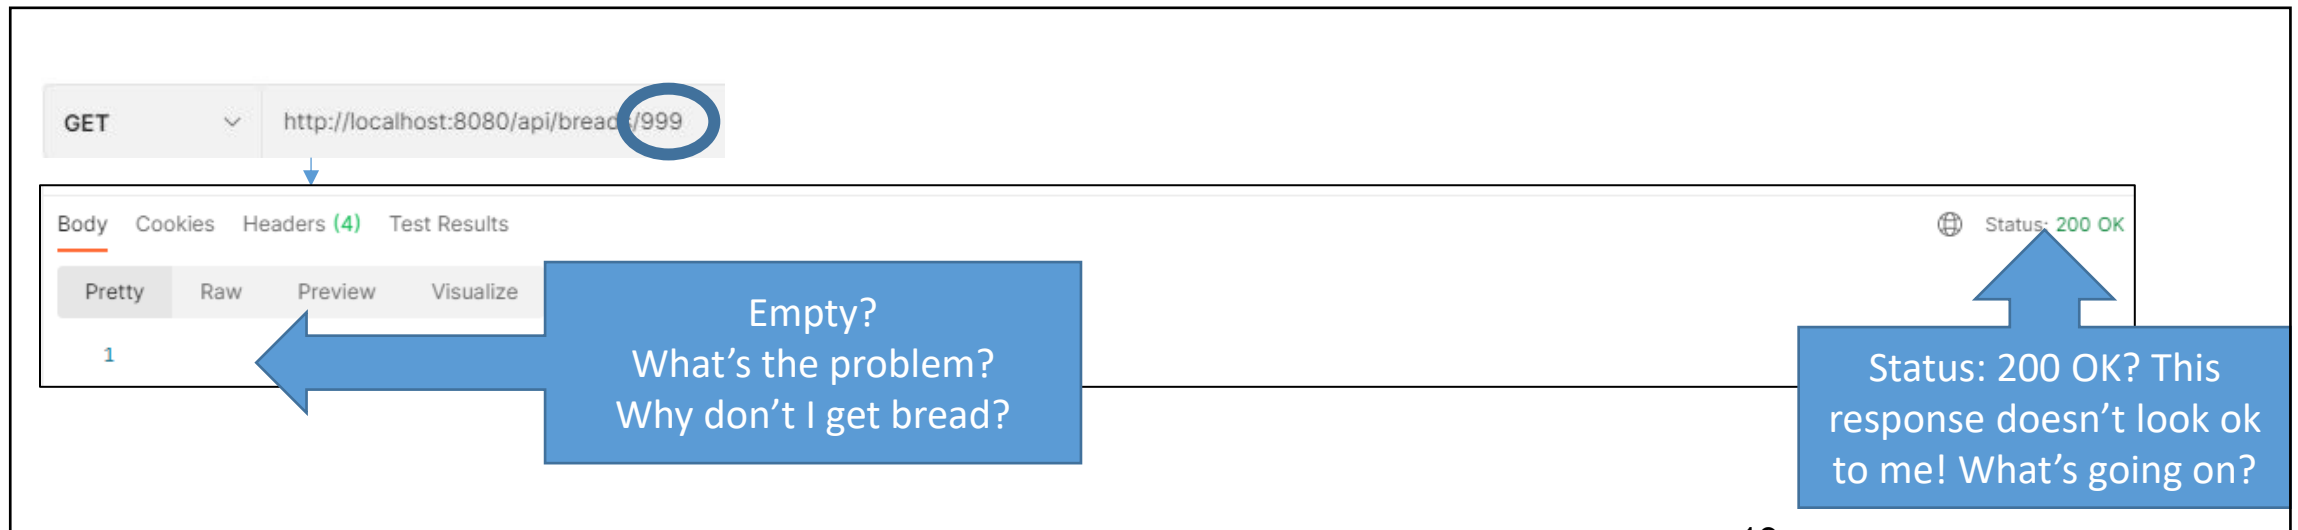 GET http://localhost:8080/api/breads/999
Body Cookies Headers (4) Test Results Status: 200 OK
Pretty Raw Preview Visualize
1
Empty?
What's the problem?
Why don't I get bread?
Status: 200 OK? This
response doesn't look ok
to me! What's going on?